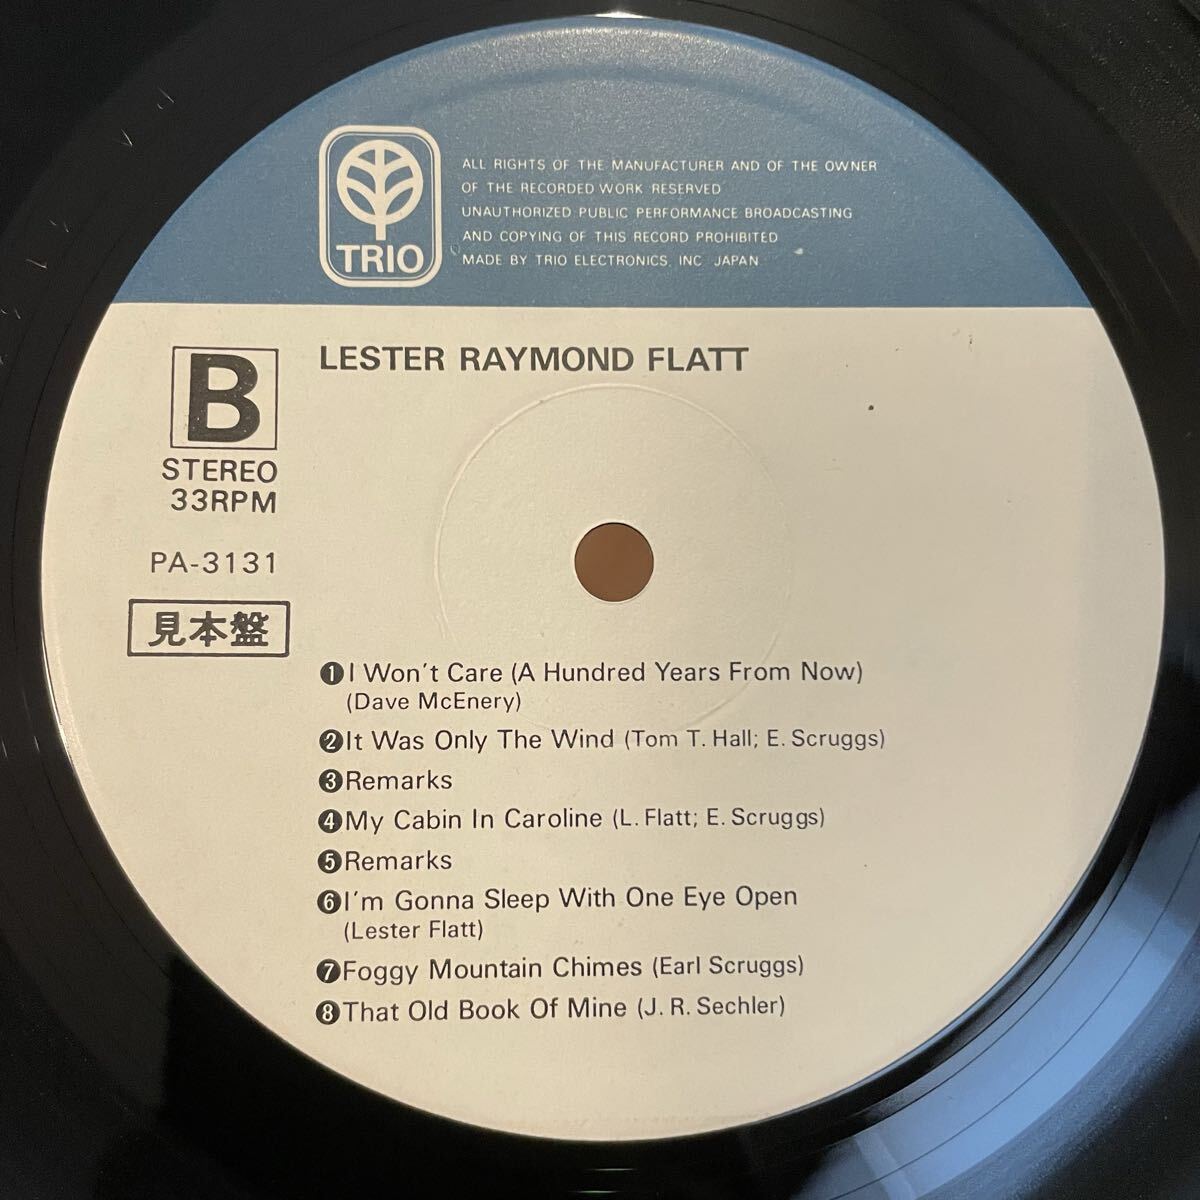 TRIO
ALL RIGHTS OF THE MANUFACTURER AND OF THE OWNER
OF THE RECORDED WORK RESERVED
UNAUTHORIZED PUBLIC PERFORMANCE BROADCASTING
AND COPYING OF THIS RECORD PROHIBITED
MADE BY TRIO ELECTRONICS, INC JAPAN
LESTER RAYMOND FLATT
B
STEREO
33RPM
PA-3131
見本盤
❶I Won't Care (A Hundred Years From Now)
(Dave McEnery)
❷It Was Only The Wind (Tom T. Hall; E. Scruggs)
❸Remarks
❹My Cabin In Caroline (L. Flatt; E. Scruggs)
❺Remarks
❻I'm Gonna Sleep With One Eye Open
(Lester Flatt)
❼Foggy Mountain Chimes (Earl Scruggs)
❽That Old Book Of Mine (J. R. Sechler)